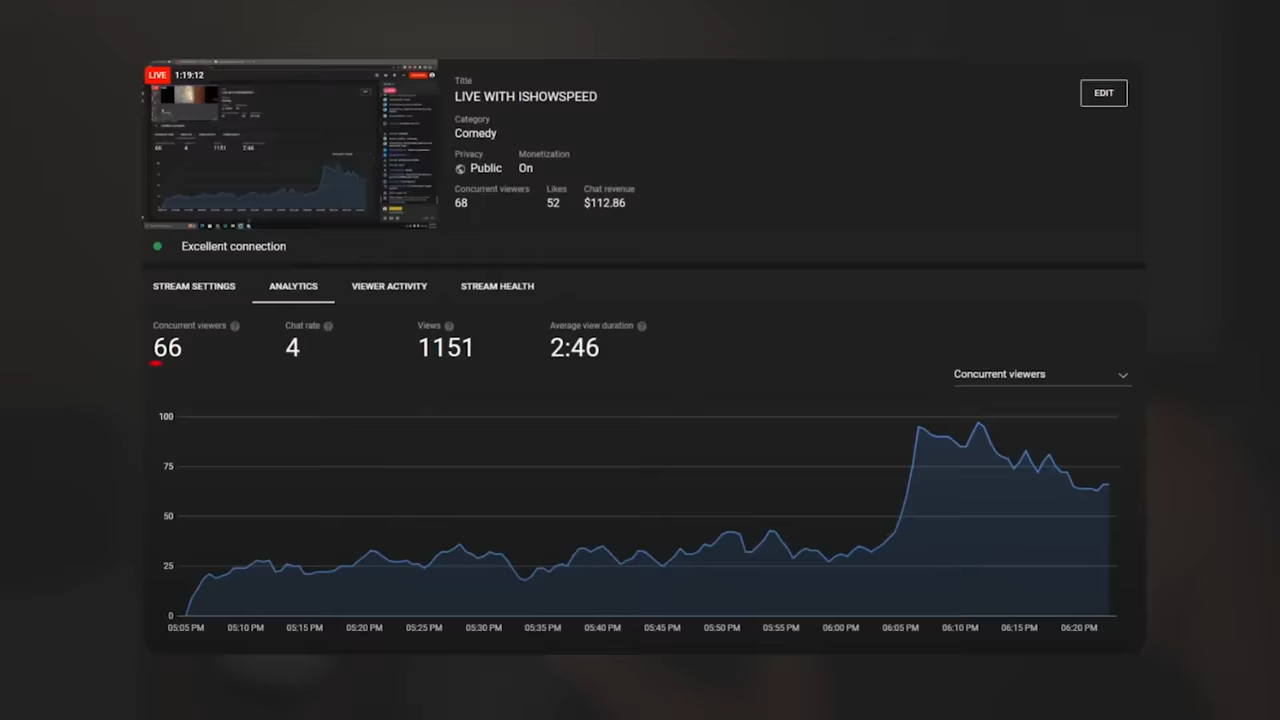 LIVE 1:19:12
Title
LIVE WITH ISHOWSPEED
EDIT
Category
Comedy
Privacy Monetization
Public On
Concurrent viewers Likes Chat revenue
68 52 $112.86
Excellent connection
STREAM SETTINGS ANALYTICS VIEWER ACTIVITY STREAM HEALTH
Concurrent viewers ? Chat rate ? Views ? Average view duration ?
66 4 1151 2:46
Concurrent viewers
100
75
50
25
0
05:05 PM 05:10 PM 05:15 PM 05:20 PM 05:25 PM 05:30 PM 05:35 PM 05:40 PM 05:45 PM 05:50 PM 05:55 PM 06:00 PM 06:05 PM 06:10 PM 06:15 PM 06:20 PM